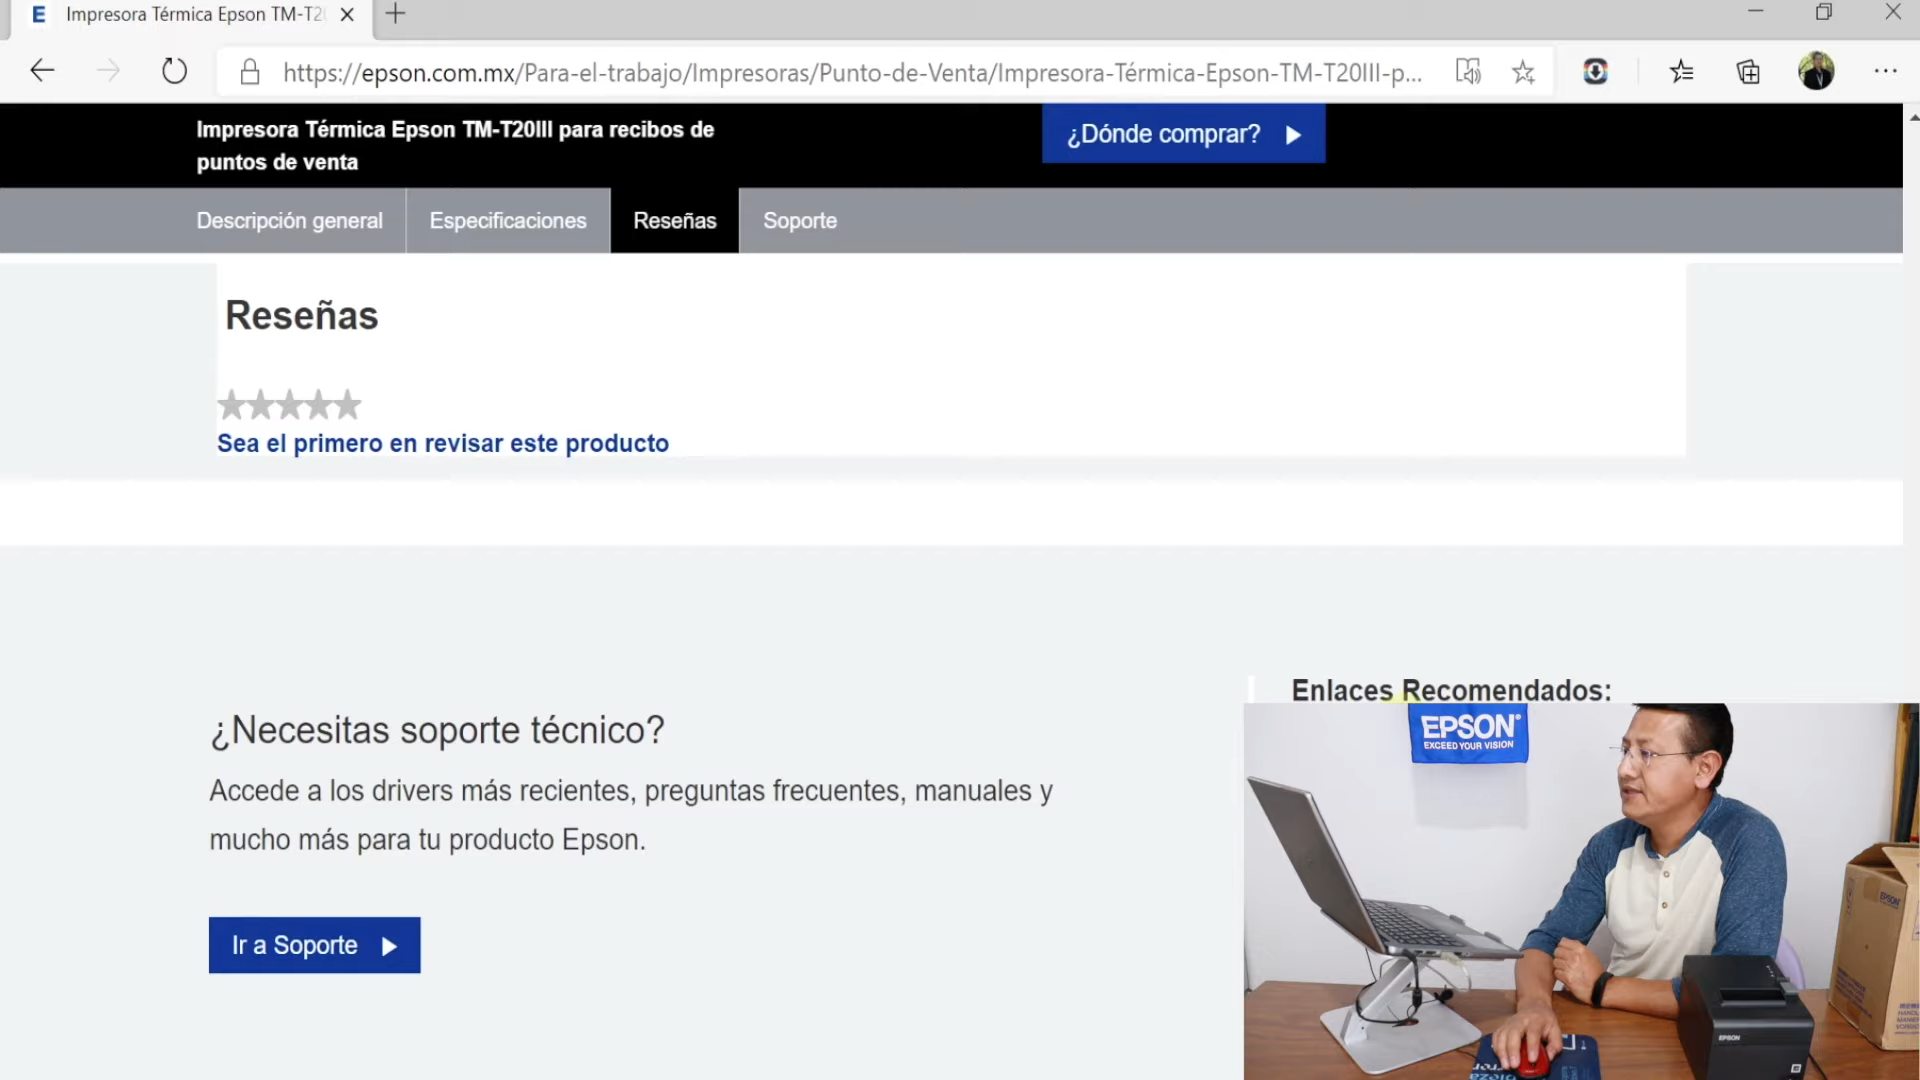 E Impresora Térmica Epson TM-T2
https://epson.com.mx/Para-el-trabajo/Impresoras/Punto-de-Venta/Impresora-Térmica-Epson-TM-T20III-p...
Impresora Térmica Epson TM-T20III para recibos de
puntos de venta
¿Dónde comprar?
Descripción general
Especificaciones
Reseñas
Soporte
Reseñas
Sea el primero en revisar este producto
¿Necesitas soporte técnico?
Accede a los drivers más recientes, preguntas frecuentes, manuales y
mucho más para tu producto Epson.
Ir a Soporte
Enlaces Recomendados:
EPSON
EXCEED YOUR VISION
EPSON
EPSON